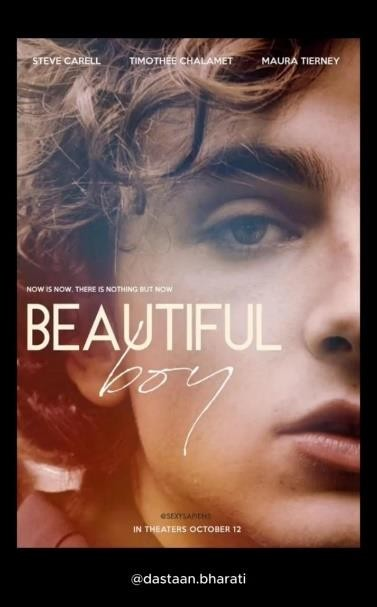 STEVE CARELL TIMOTHÉE CHALAMET MAURA TIERNEY
NOW IS NOW. THERE IS NOTHING BUT NOW
BEAUTIFUL
boy
@SEXYSAPIENS
IN THEATERS OCTOBER 12
@dastaan.bharati